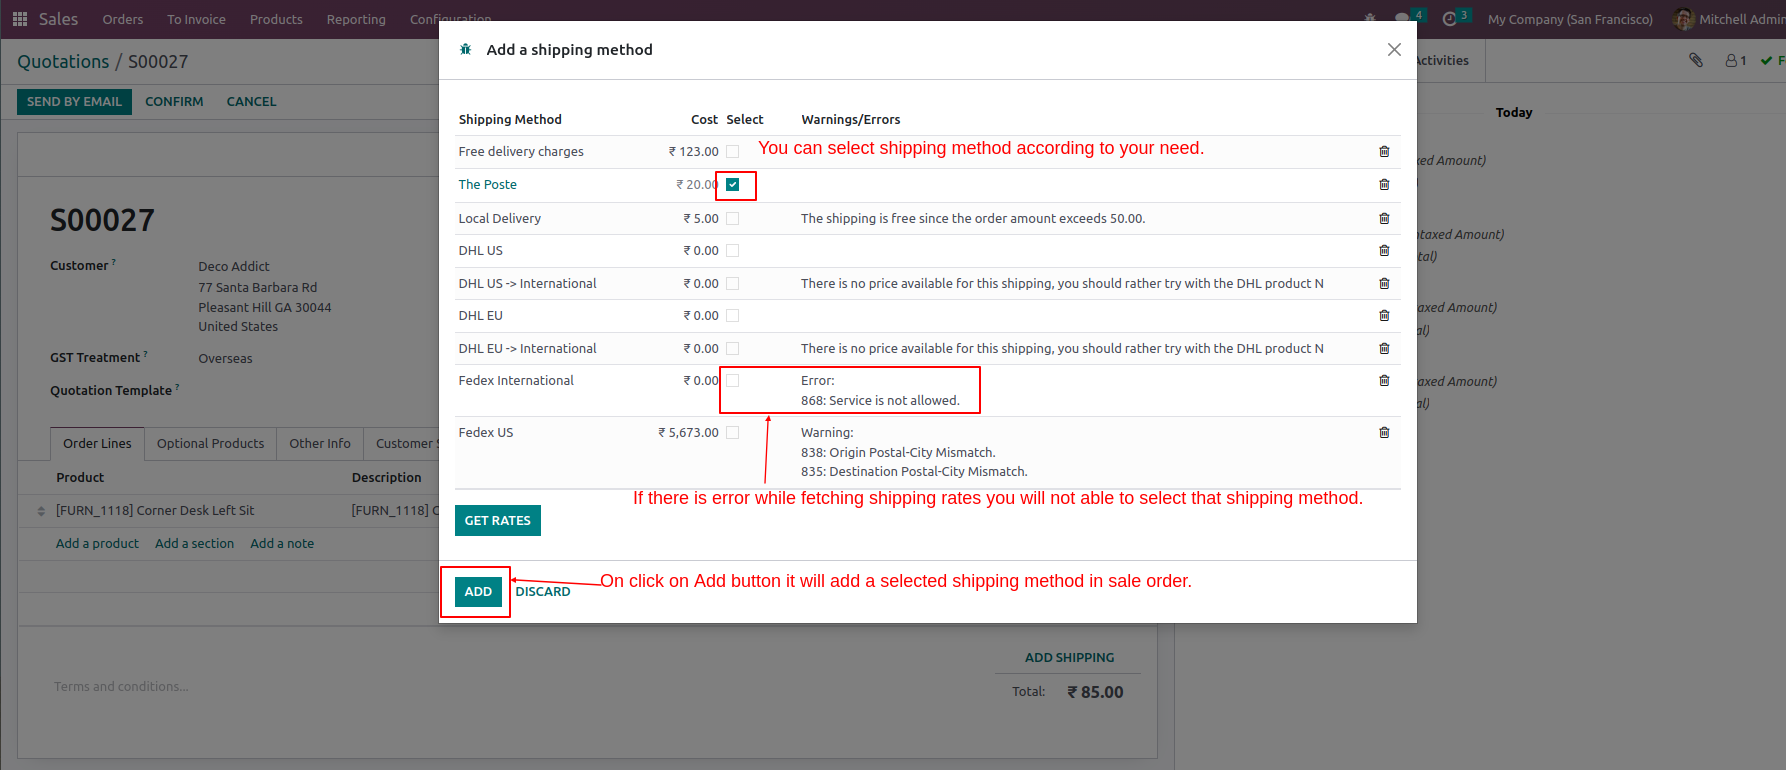 Sales Orders To Invoice Products Reporting Configuration 4 3 My Company (San Francisco) Mitchell Admin
Quotations / S00027
Activities 1
SEND BY EMAIL CONFIRM CANCEL
Today
S00027
Customer ? Deco Addict
77 Santa Barbara Rd
Pleasant Hill GA 30044
United States
GST Treatment ? Overseas
Quotation Template ?
Order Lines Optional Products Other Info Customer S
Product Description
[FURN_1118] Corner Desk Left Sit [FURN_1118] C
Add a product Add a section Add a note
Add a shipping method
Shipping Method Cost Select Warnings/Errors
Free delivery charges ₹ 123.00
You can select shipping method according to your need.
The Poste ₹ 20.00
Local Delivery ₹ 5.00 The shipping is free since the order amount exceeds 50.00.
DHL US ₹ 0.00
DHL US -> International ₹ 0.00 There is no price available for this shipping, you should rather try with the DHL product N
DHL EU ₹ 0.00
DHL EU -> International ₹ 0.00 There is no price available for this shipping, you should rather try with the DHL product N
Fedex International ₹ 0.00 Error:
868: Service is not allowed.
Fedex US ₹ 5,673.00 Warning:
838: Origin Postal-City Mismatch.
835: Destination Postal-City Mismatch.
If there is error while fetching shipping rates you will not able to select that shipping method.
GET RATES
ADD DISCARD
On click on Add button it will add a selected shipping method in sale order.
xed Amount)
ntaxed Amount)
tal)
taxed Amount)
al)
axed Amount)
al)
ADD SHIPPING
Terms and conditions...
Total: ₹ 85.00